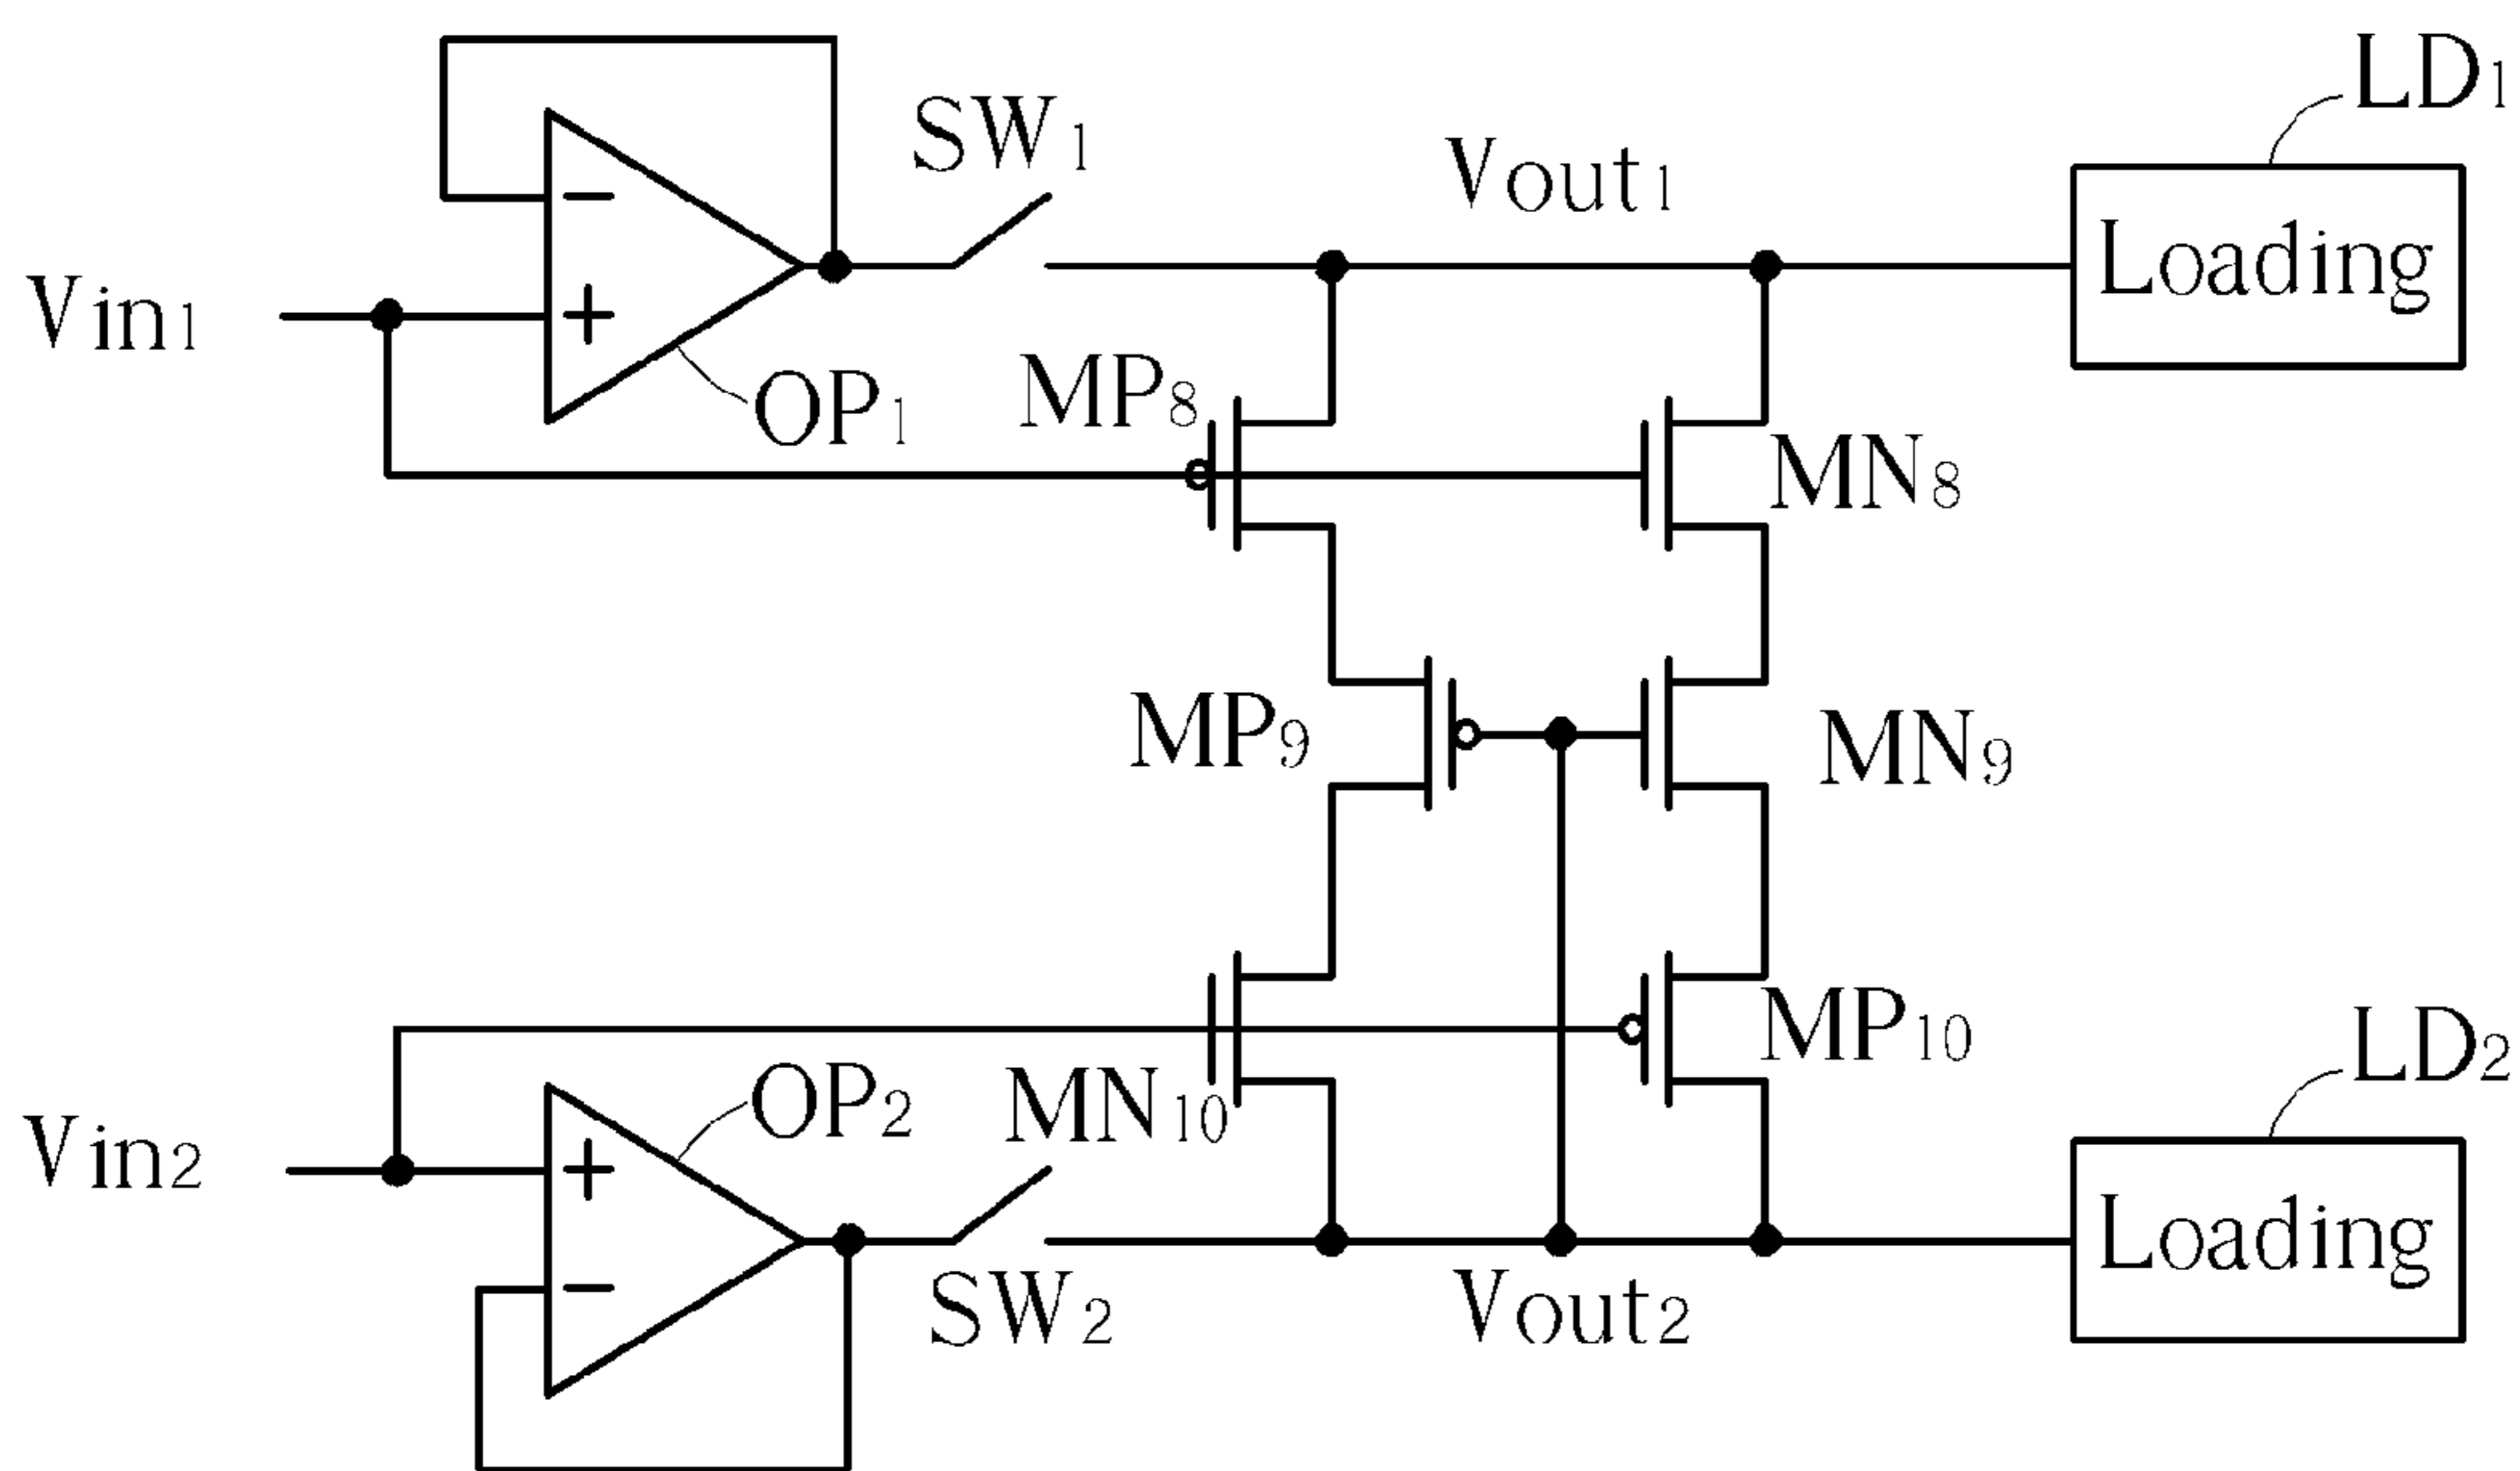 LD1
SW1
Vout1
Loading
Vin1
−
+
OP1
MP8
MN8
MP9
MN9
MP10
LD2
OP2
MN10
Vin2
+
−
Loading
SW2
Vout2